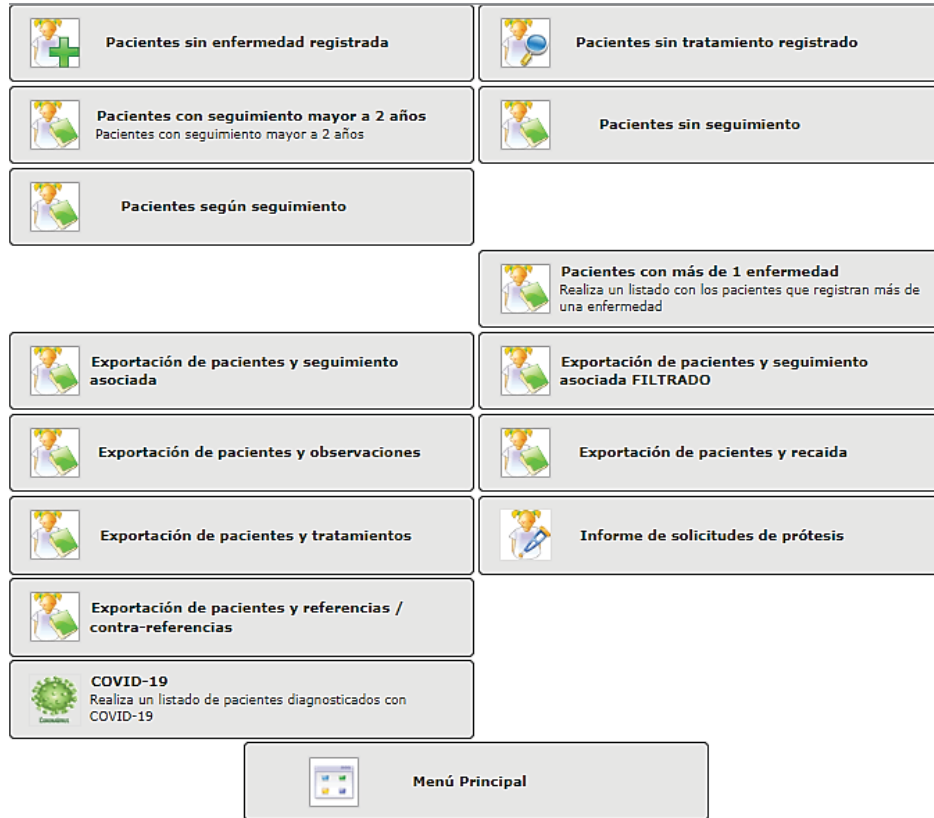 Pacientes sin enfermedad registrada
Pacientes sin tratamiento registrado
Pacientes con seguimiento mayor a 2 años
Pacientes con seguimiento mayor a 2 años
Pacientes sin seguimiento
Pacientes según seguimiento
Pacientes con más de 1 enfermedad
Realiza un listado con los pacientes que registran más de
una enfermedad
Exportación de pacientes y seguimiento
asociada
Exportación de pacientes y seguimiento
asociada FILTRADO
Exportación de pacientes y observaciones
Exportación de pacientes y recaida
Exportación de pacientes y tratamientos
Informe de solicitudes de prótesis
Exportación de pacientes y referencias /
contra-referencias
COVID-19
Realiza un listado de pacientes diagnosticados con
COVID-19
Coronavirus
Menú Principal